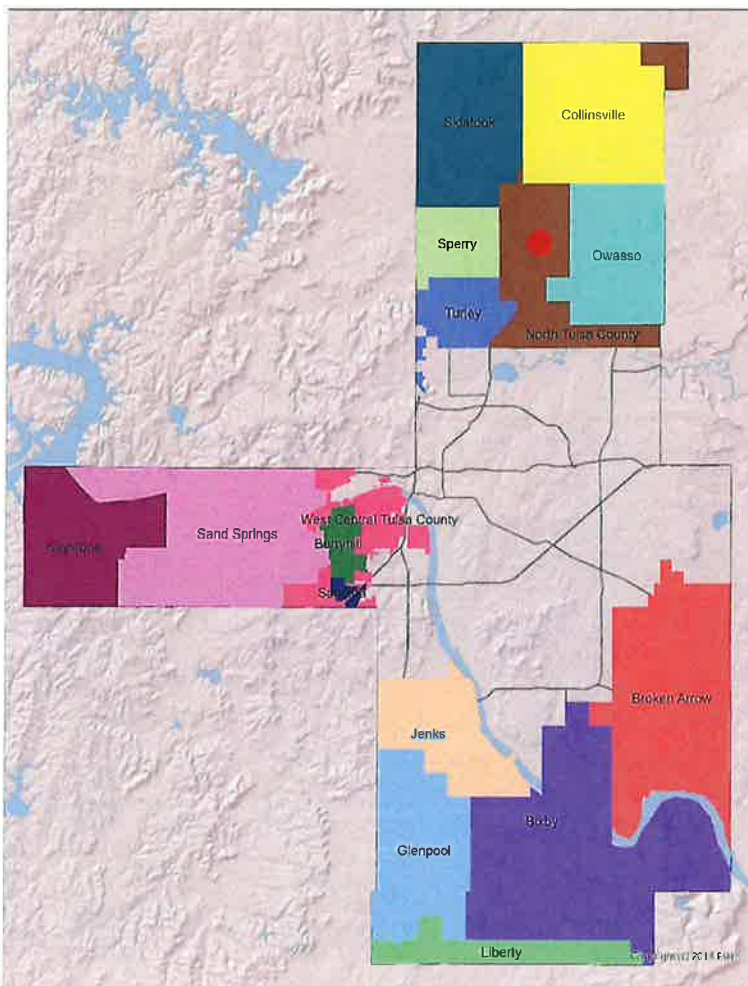 Skiatook
Collinsville
Sperry
Owasso
Turley
North Tulsa County
West Central Tulsa County
Sand Springs
Berryhill
Keystone
Broken Arrow
Jenks
Bixby
Glenpool
Liberty